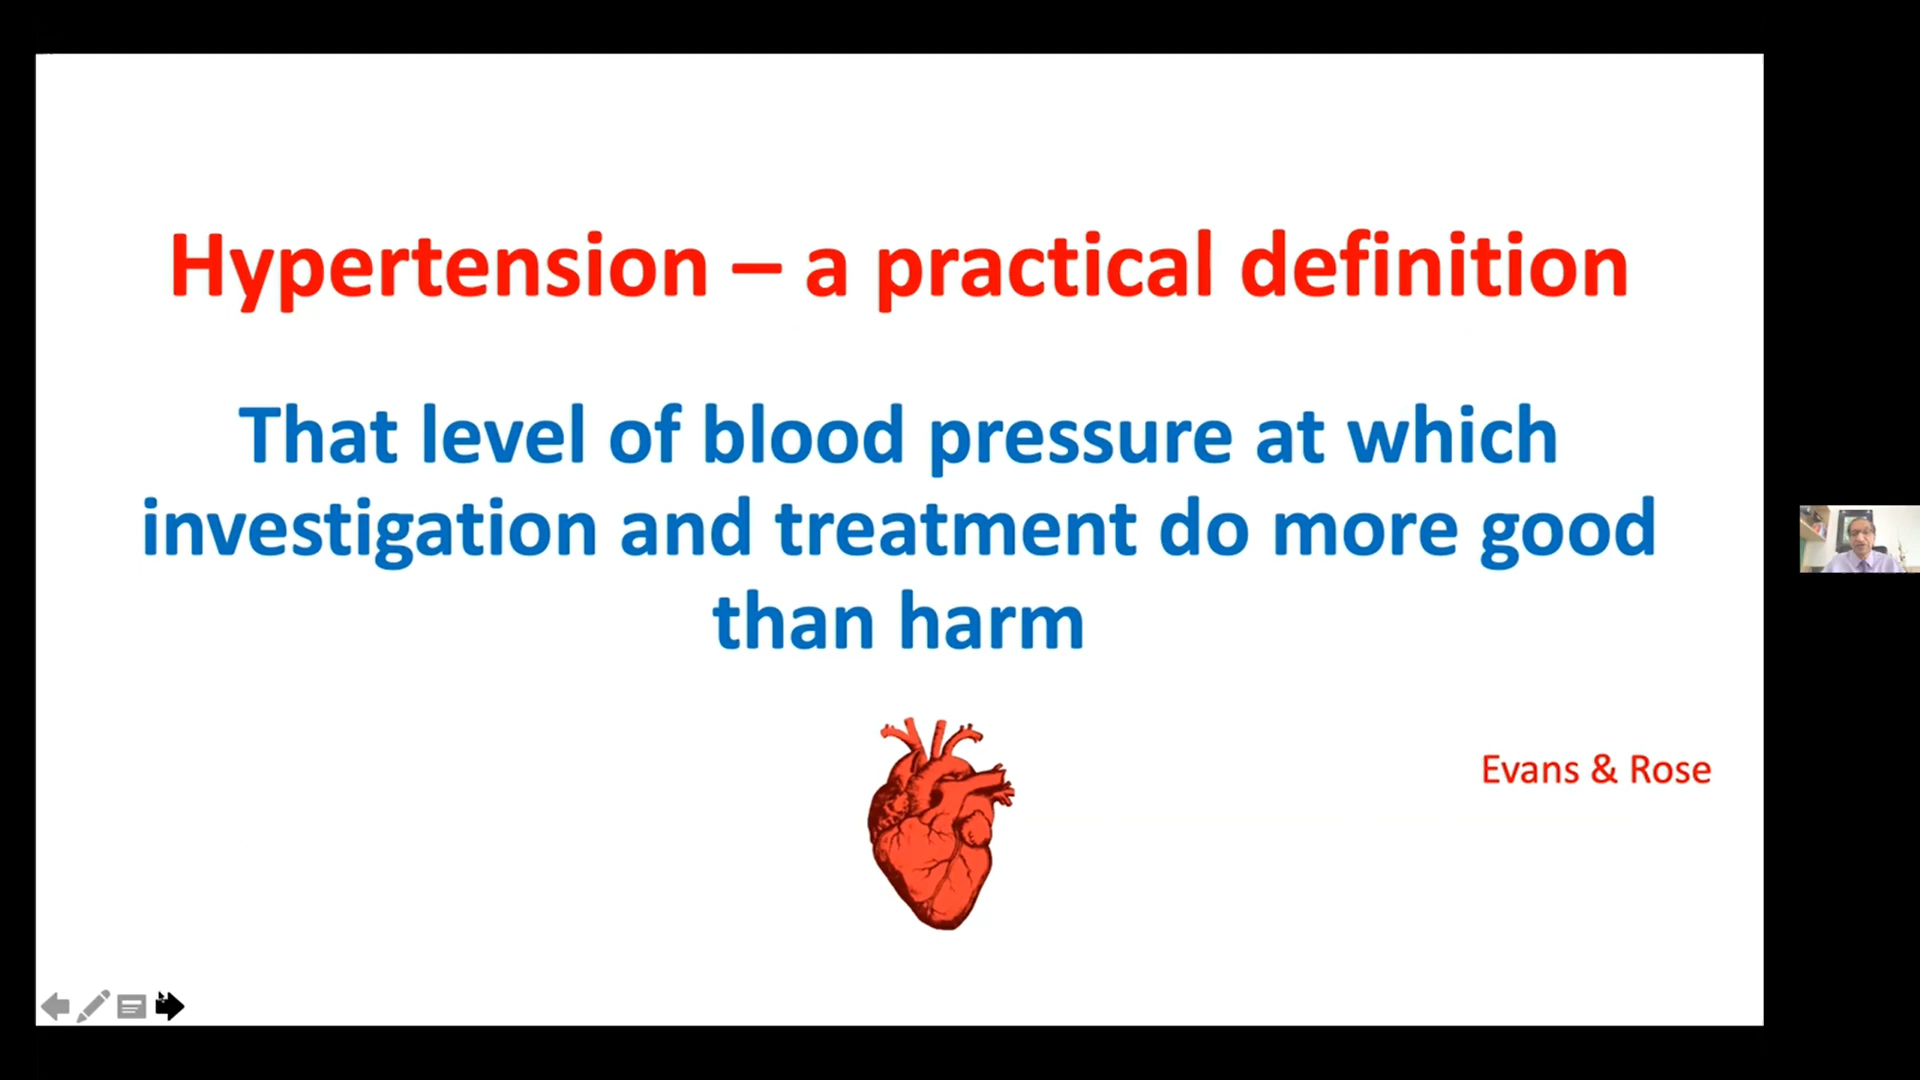 Hypertension – a practical definition
That level of blood pressure at which
investigation and treatment do more good
than harm
Evans & Rose